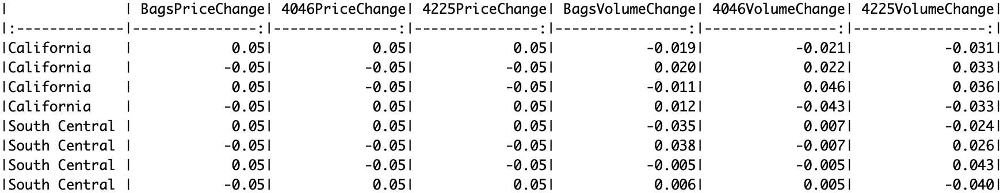 |              | BagsPriceChange| 4046PriceChange| 4225PriceChange| BagsVolumeChange| 4046VolumeChange| 4225VolumeChange|
|:-------------|---------------:|---------------:|---------------:|----------------:|----------------:|----------------:|
|California    |            0.05|            0.05|            0.05|           -0.019|           -0.021|           -0.031|
|California    |           -0.05|           -0.05|           -0.05|            0.020|            0.022|            0.033|
|California    |            0.05|           -0.05|           -0.05|           -0.011|            0.046|            0.036|
|California    |           -0.05|            0.05|            0.05|            0.012|           -0.043|           -0.033|
|South Central |            0.05|            0.05|            0.05|           -0.035|            0.007|           -0.024|
|South Central |           -0.05|           -0.05|           -0.05|            0.038|           -0.007|            0.026|
|South Central |            0.05|           -0.05|           -0.05|           -0.005|           -0.005|            0.043|
|South Central |           -0.05|            0.05|            0.05|            0.006|            0.005|           -0.040|